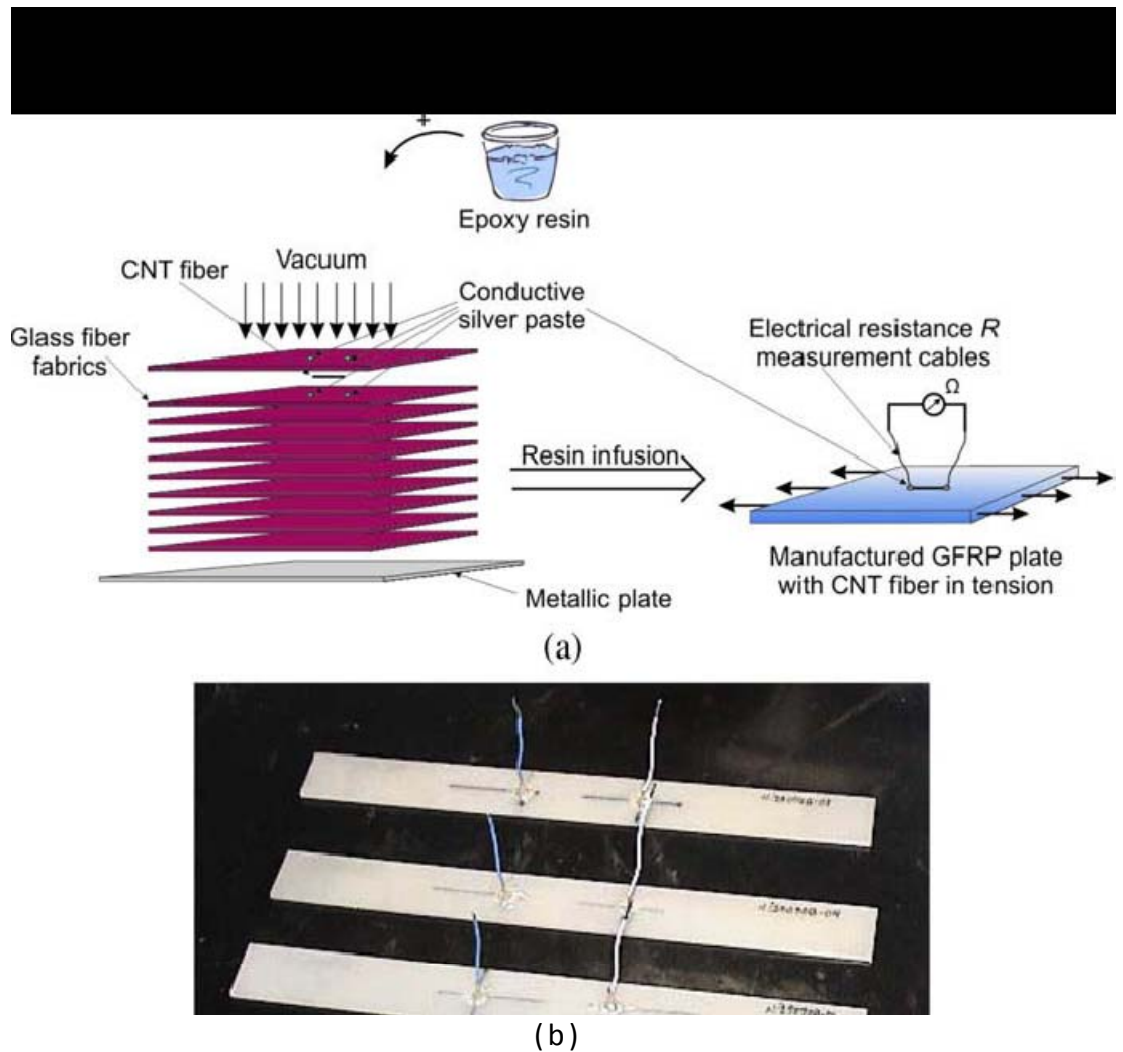 +
Epoxy resin
CNT fiber
Vacuum
Conductive
silver paste
Glass fiber
fabrics
Electrical resistance R
measurement cables
Ω
Resin infusion
Manufactured GFRP plate
with CNT fiber in tension
Metallic plate
(a)
(b)